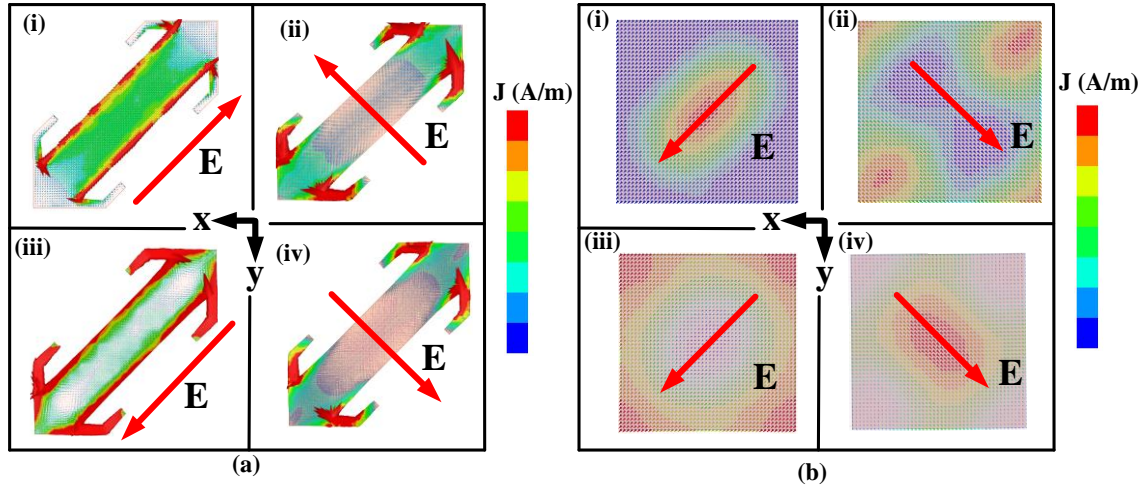 (i)
(ii)
E
E
J (A/m)
x
y
(iii)
(iv)
E
E
(a)
(i)
(ii)
E
E
J (A/m)
x
y
(iii)
(iv)
E
E
(b)